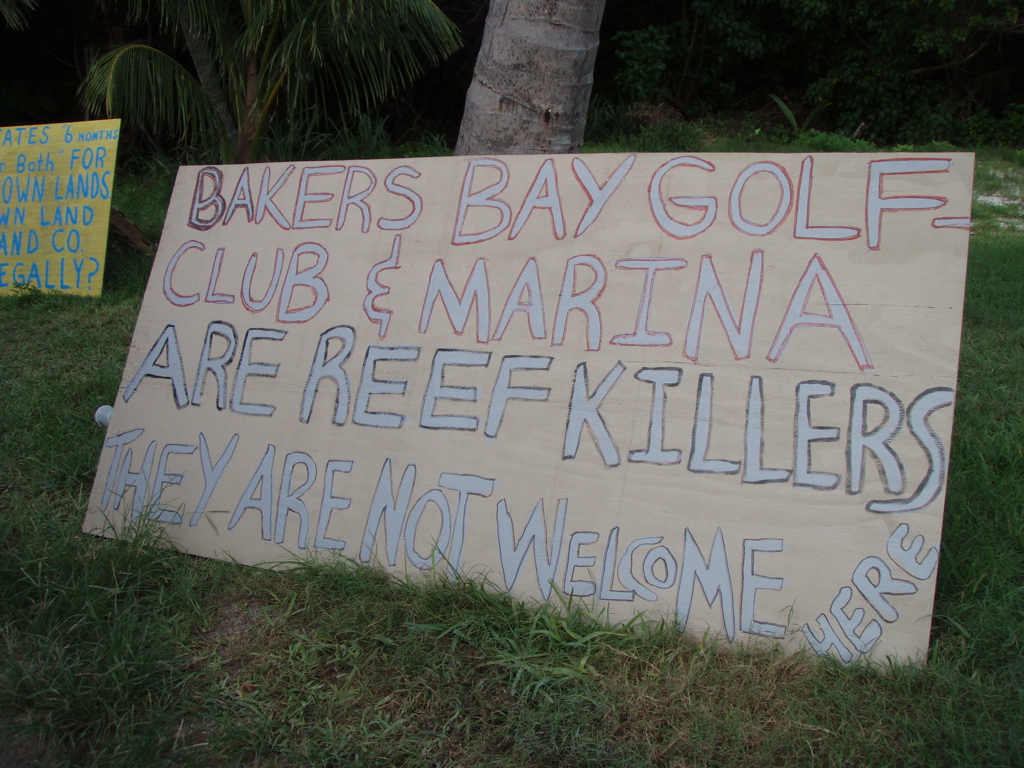 ATES 6 MONTHS
r Both" FOR
OWN LANDS
WN LAND
AND CO.
EGALLY?
BAKERS BAY GOLF-
CLUB & MARINA
ARE REEF KILLERS
THEY ARE NOT WELCOME HERE